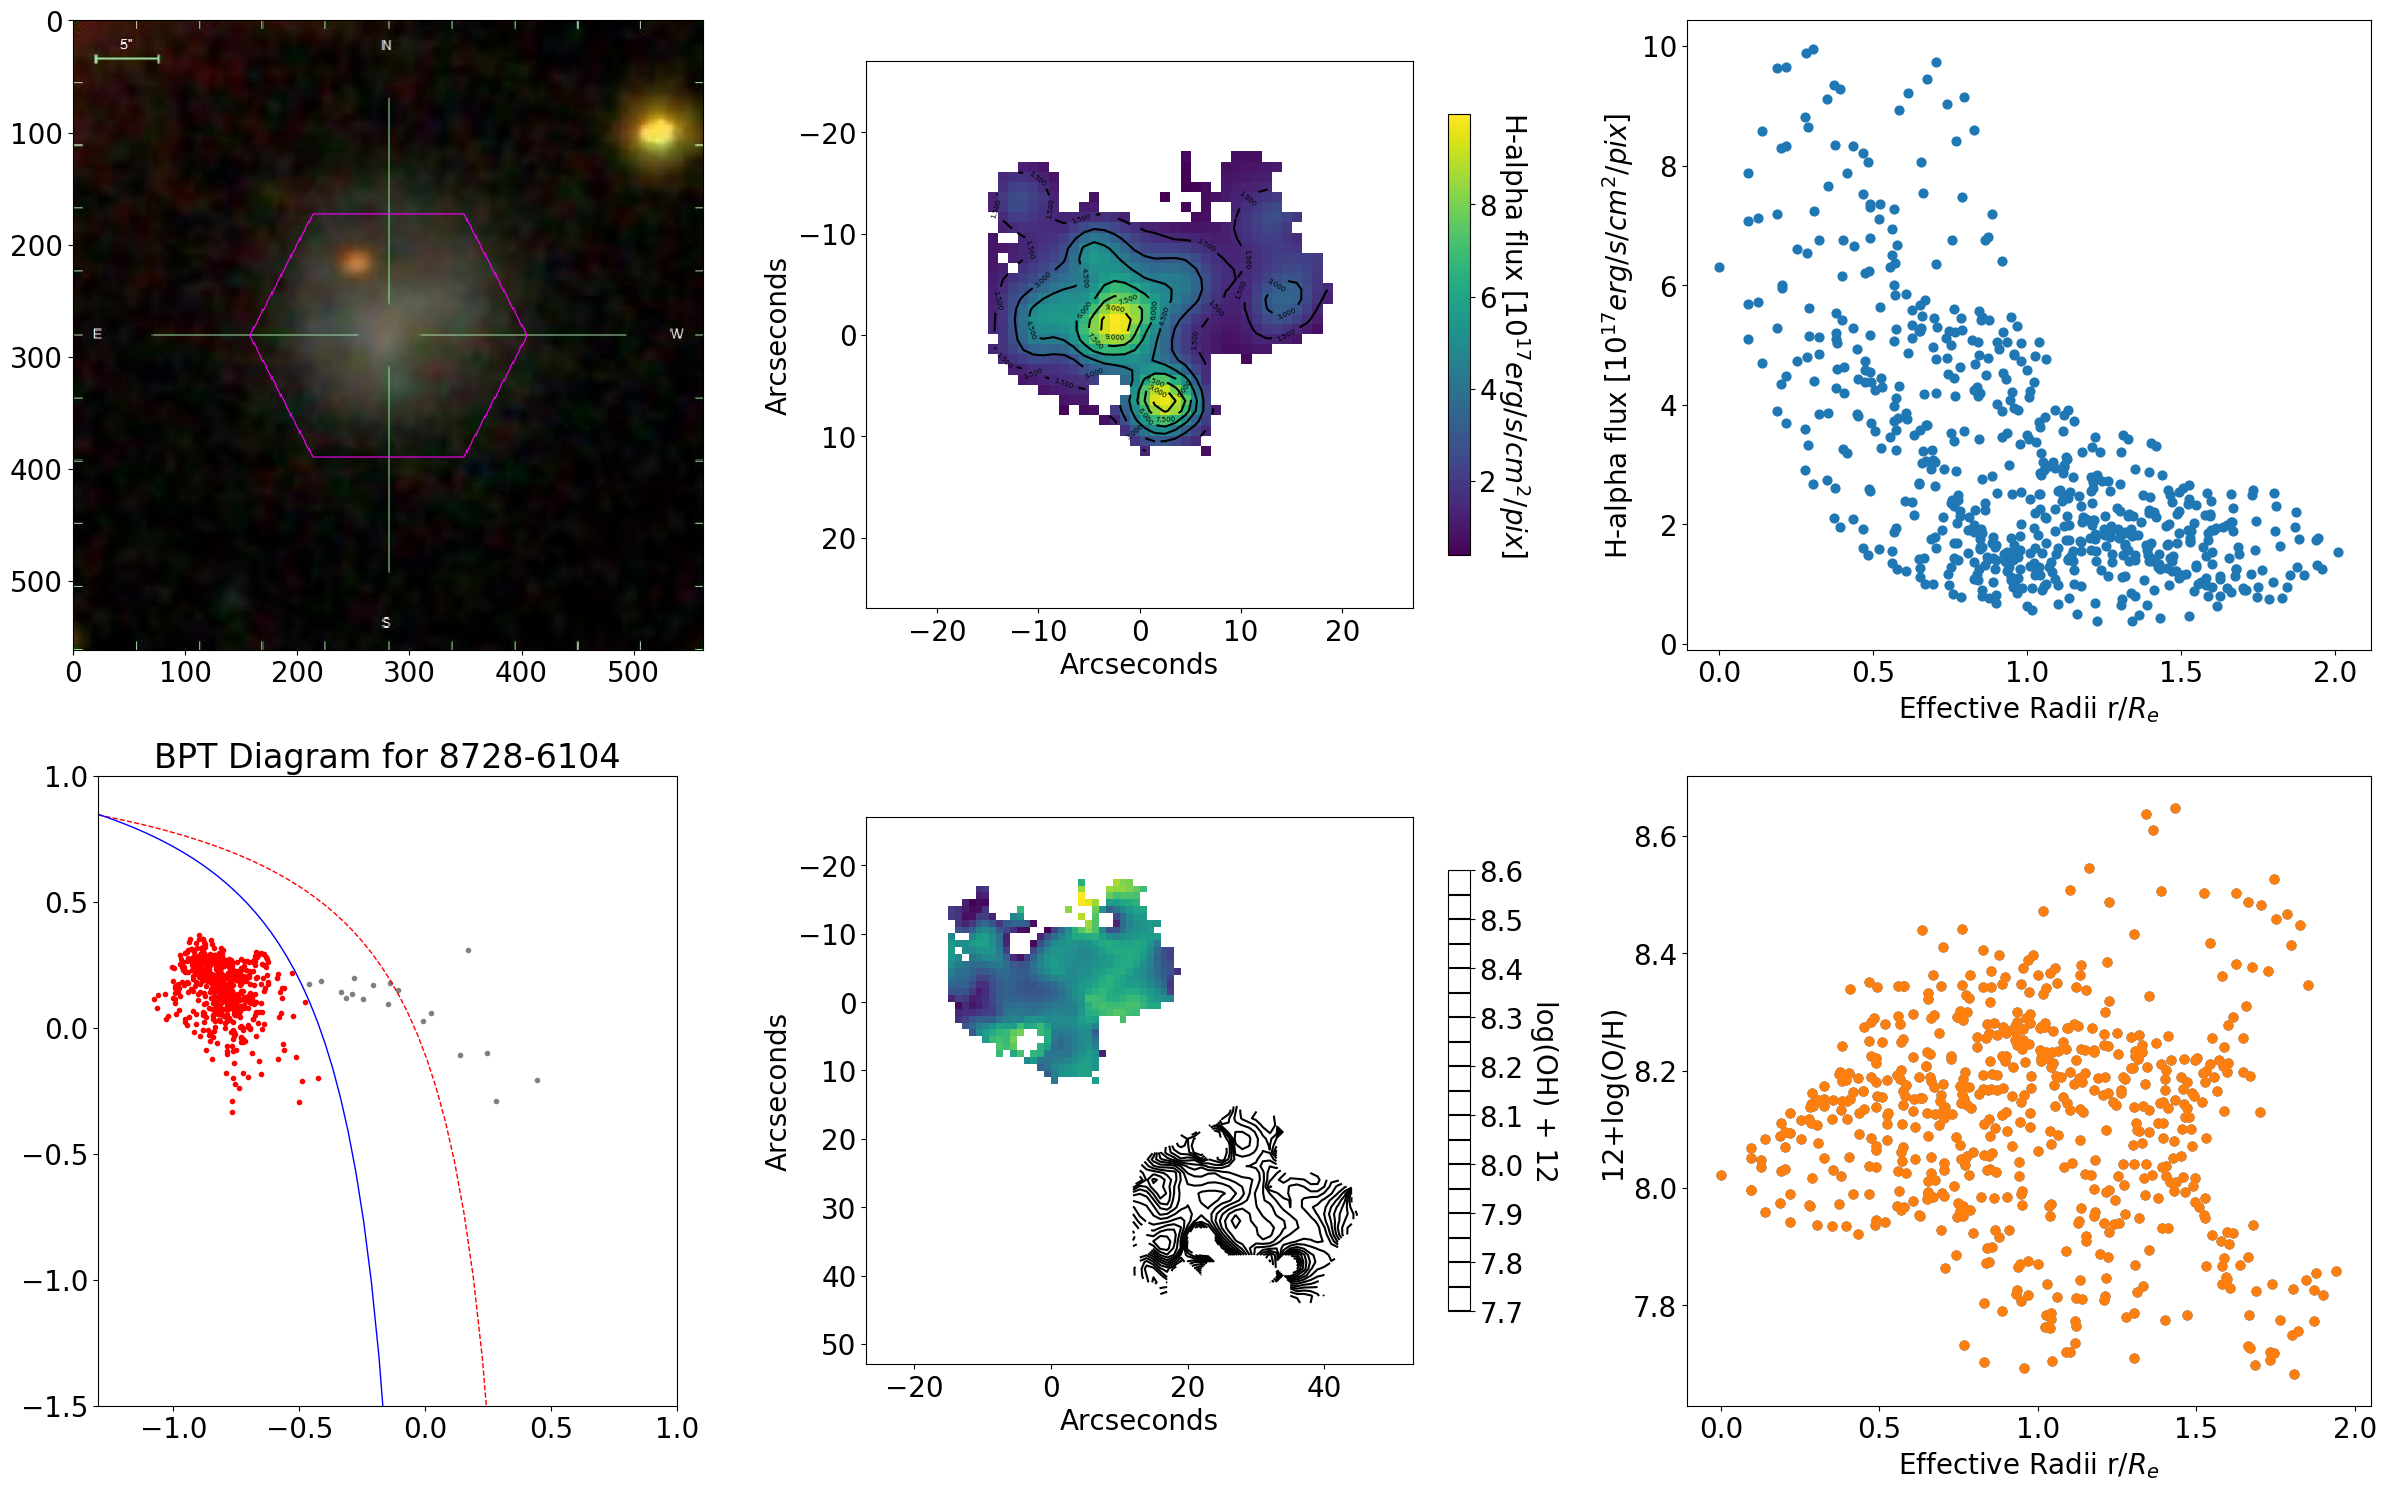 0
100
200
300
400
500
5"
N
E
W
S
0 100 200 300 400 500
−20
−10
0
10
20
Arcseconds
−20 −10 0 10 20
Arcseconds
8
6
4
2
H-alpha flux [10^17 erg/s/cm^2/pix]
10
8
6
4
2
0
H-alpha flux [10^17 erg/s/cm^2/pix]
0.0 0.5 1.0 1.5 2.0
Effective Radii r/R_e
BPT Diagram for 8728-6104
1.0
0.5
0.0
−0.5
−1.0
−1.5
−1.0 −0.5 0.0 0.5 1.0
−20
−10
0
10
20
30
40
50
Arcseconds
−20 0 20 40
Arcseconds
8.6
8.5
8.4
8.3
8.2
8.1
8.0
7.9
7.8
7.7
log(OH) + 12
8.6
8.4
8.2
8.0
7.8
12+log(O/H)
0.0 0.5 1.0 1.5 2.0
Effective Radii r/R_e